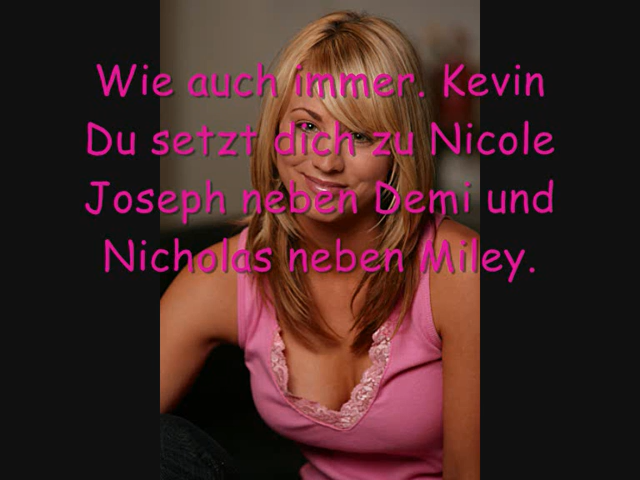 Wie auch immer. Kevin
Du setzt dich zu Nicole
Joseph neben Demi und
Nicholas neben Miley.